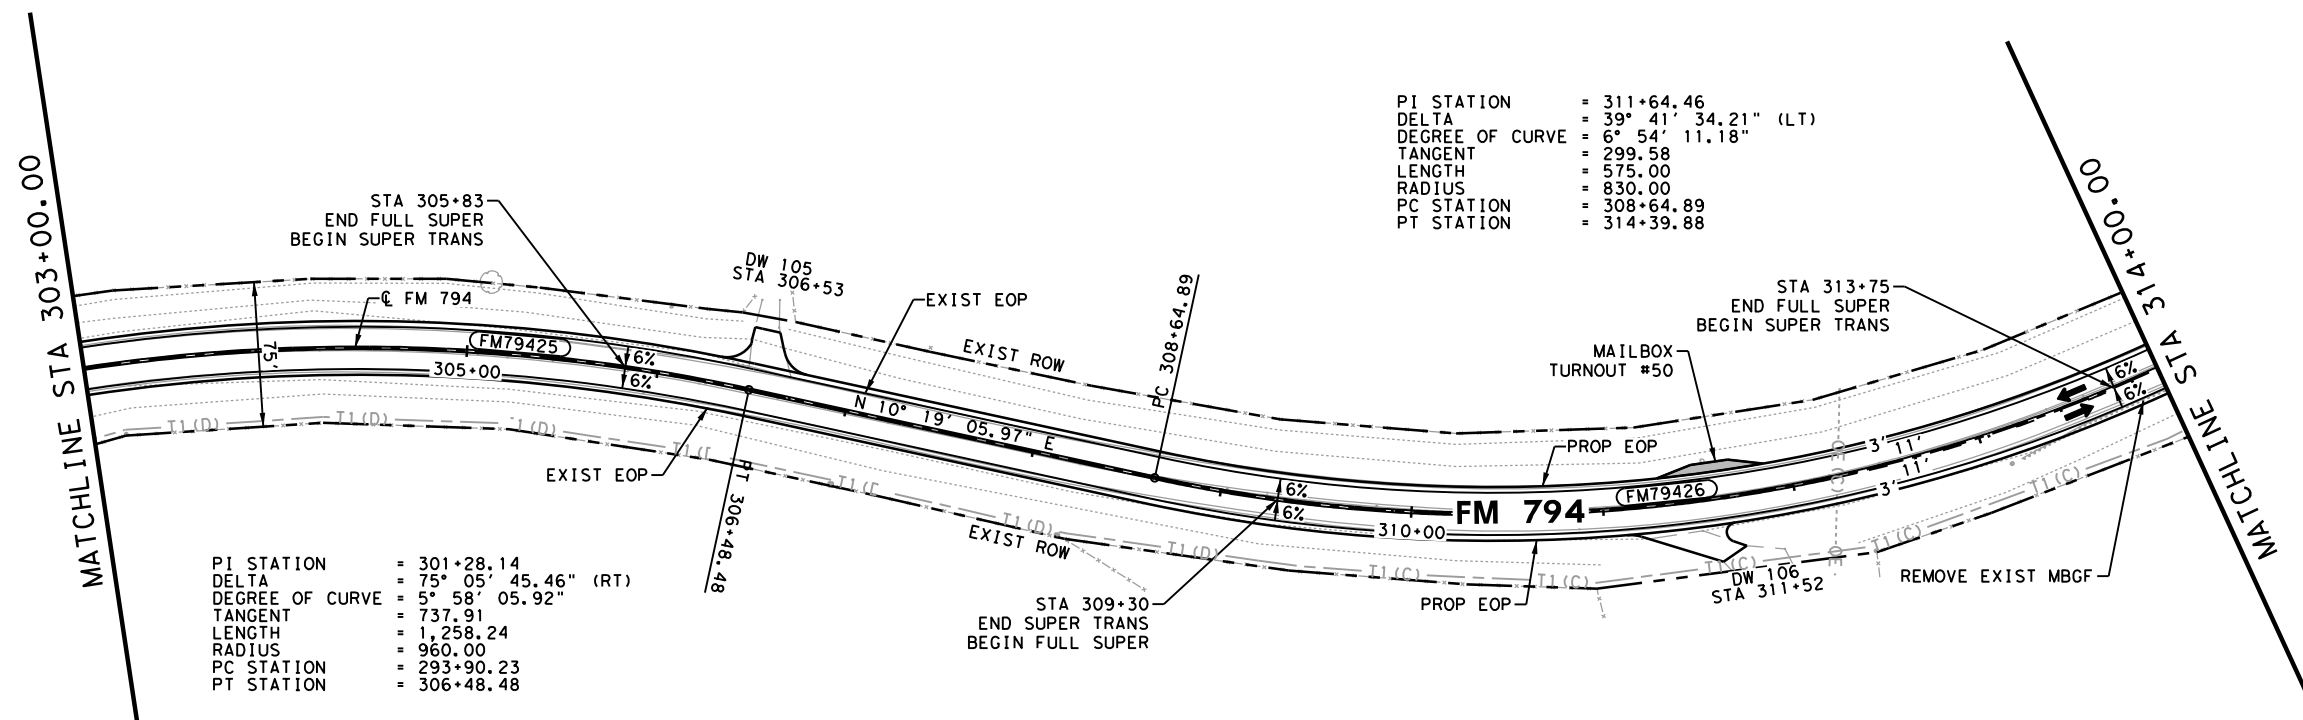 PI STATION = 311+64.46
DELTA = 39° 41' 34.21" (LT)
DEGREE OF CURVE = 6° 54' 11.18"
TANGENT = 299.58
LENGTH = 575.00
RADIUS = 830.00
PC STATION = 308+64.89
PT STATION = 314+39.88
MATCHLINE STA 303+00.00
STA 305+83
END FULL SUPER
BEGIN SUPER TRANS
℄ FM 794
75'
FM79425
305+00
6%
6%
DW 105
STA 306+53
EXIST EOP
EXIST ROW
PC 308+64.89
N 10° 19' 05.97" E
PT 306+48.48
EXIST EOP
EXIST ROW
T1(D)
T1(D)
T1(D)
T1(D)
T1(C)
T1(C)
T1(C)
T1(C)
T1(C)
STA 309+30
END SUPER TRANS
BEGIN FULL SUPER
6%
6%
310+00
FM 794
FM79426
PROP EOP
PROP EOP
MAILBOX
TURNOUT #50
3' 11'
11'
3'
DW 106
STA 311+52
STA 313+75
END FULL SUPER
BEGIN SUPER TRANS
6%
6%
REMOVE EXIST MBGF
MATCHLINE STA 314+00.00
PI STATION = 301+28.14
DELTA = 75° 05' 45.46" (RT)
DEGREE OF CURVE = 5° 58' 05.92"
TANGENT = 737.91
LENGTH = 1,258.24
RADIUS = 960.00
PC STATION = 293+90.23
PT STATION = 306+48.48